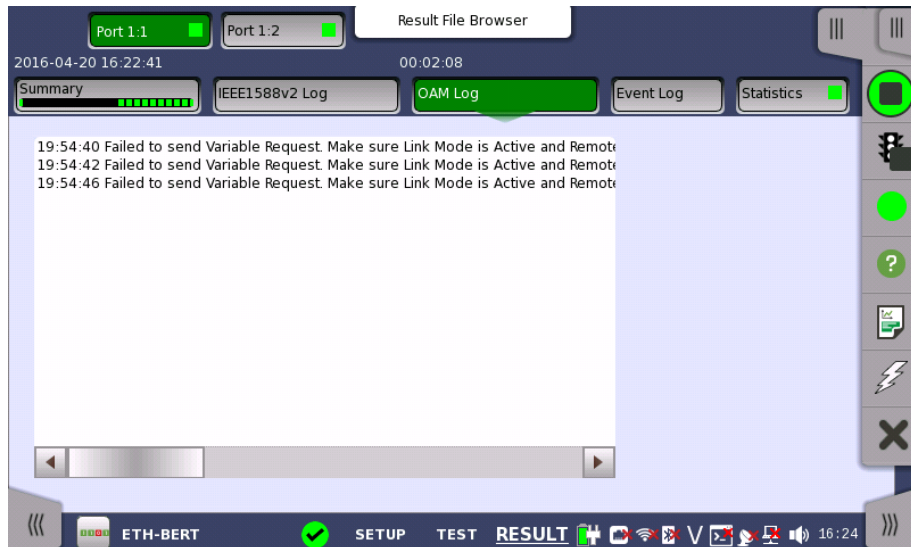 Result File Browser
Port 1:1
Port 1:2
2016-04-20 16:22:41
00:02:08
Summary
IEEE1588v2 Log
OAM Log
Event Log
Statistics
19:54:40 Failed to send Variable Request. Make sure Link Mode is Active and Remote
19:54:42 Failed to send Variable Request. Make sure Link Mode is Active and Remote
19:54:46 Failed to send Variable Request. Make sure Link Mode is Active and Remote
ETH-BERT
SETUP
TEST
RESULT
V
16:24